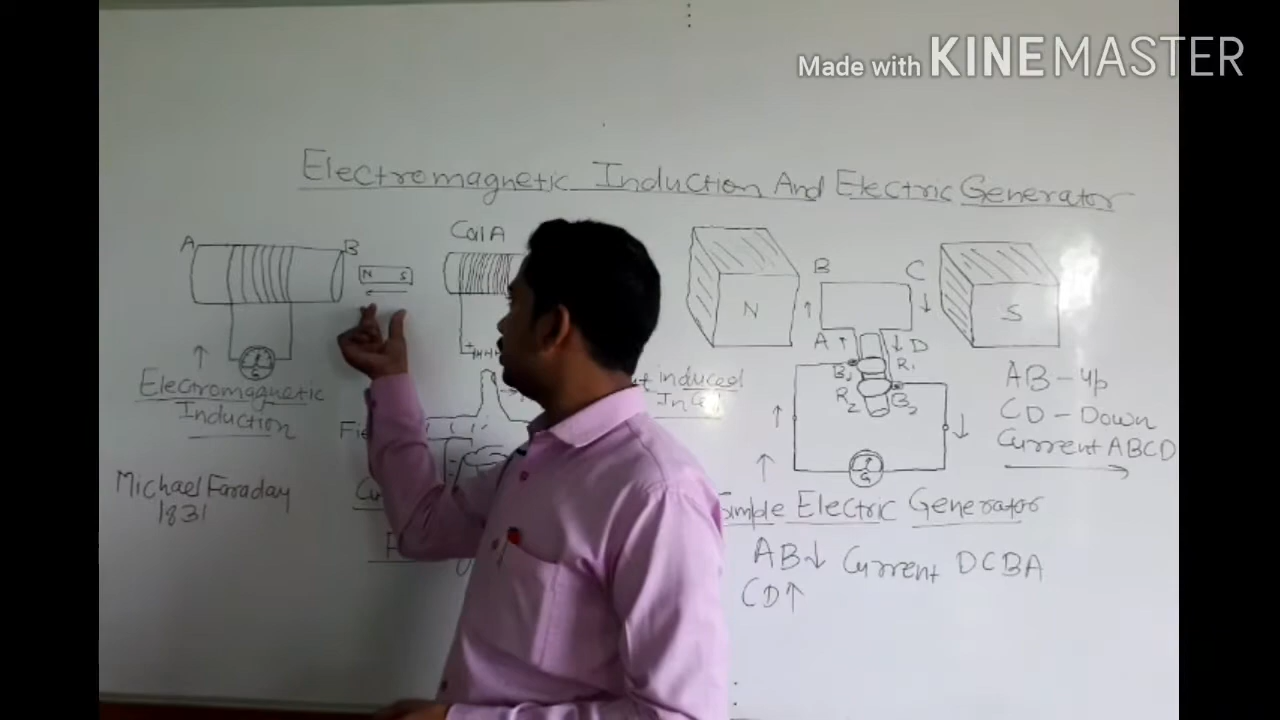 Made with KINEMASTER
Electromagnetic Induction And Electric Generator
A B
N S
G
Electromagnetic
Induction
Michael Faraday
1831
Coil A
+
induced
In
N
S
B C
A D
B1 R1
R2 B2
G
AB - Up
CD - Down
Current ABCD
Simple Electric Generator
AB↓ Current DCBA
CD↑